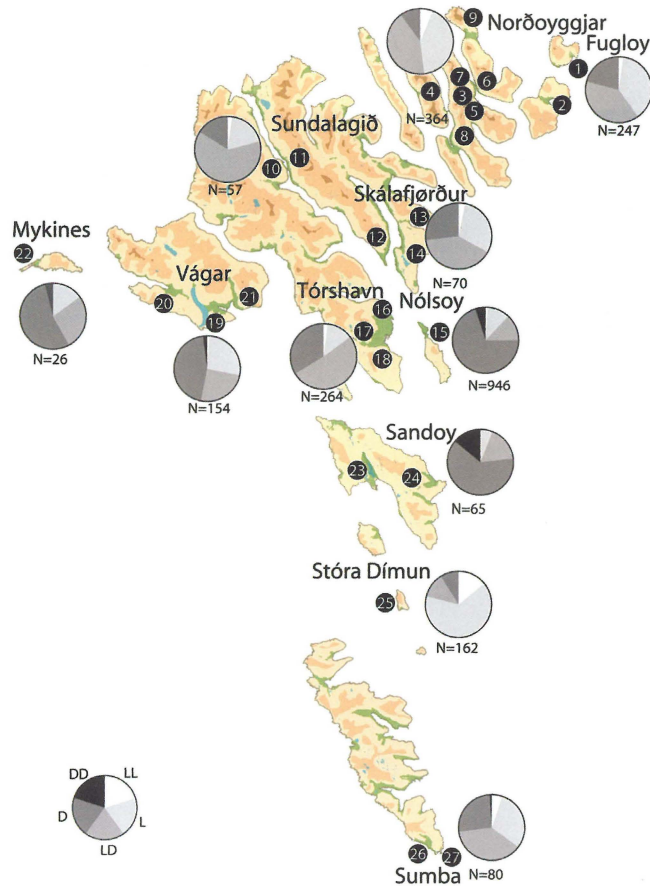 9 Norðoyggjar
Fugloy
1
7 6
4 3
5
2
N=364
N=247
8
Sundalagið
11
10
N=57
Skálafjørður
13
12
14
Mykines
22
N=70
Vágar
Tórshavn
Nólsoy
20
21
16
15
19
17
18
N=26
N=154
N=264
N=946
Sandoy
23
24
N=65
Stóra Dímun
25
N=162
DD LL
D L
LD
26 27
Sumba
N=80